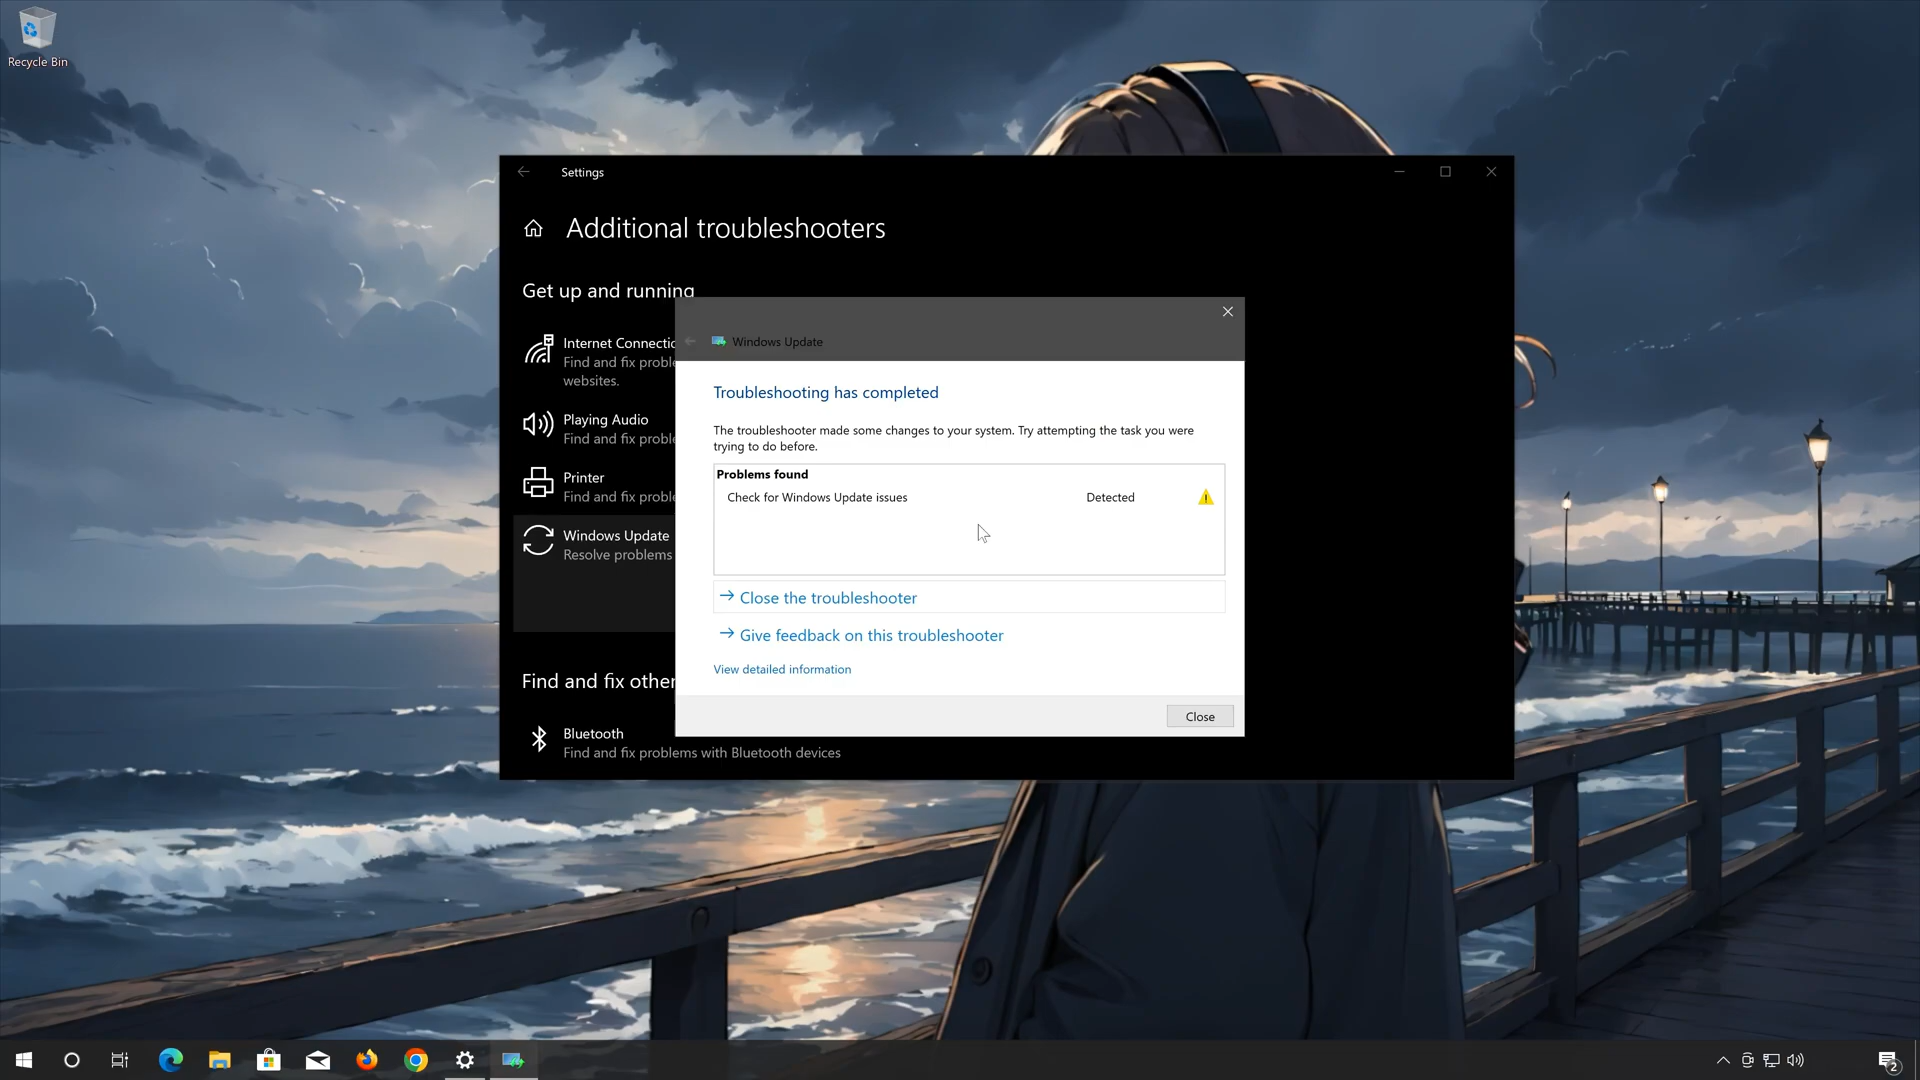 Recycle Bin
Settings
Additional troubleshooters
Get up and running
Internet Connectio
Find and fix proble
websites.
Playing Audio
Find and fix proble
Printer
Find and fix proble
Windows Update
Resolve problems
Find and fix other
Bluetooth
Find and fix problems with Bluetooth devices
Windows Update
Troubleshooting has completed
The troubleshooter made some changes to your system. Try attempting the task you were
trying to do before.
Problems found
Check for Windows Update issues Detected
Close the troubleshooter
Give feedback on this troubleshooter
View detailed information
Close
2